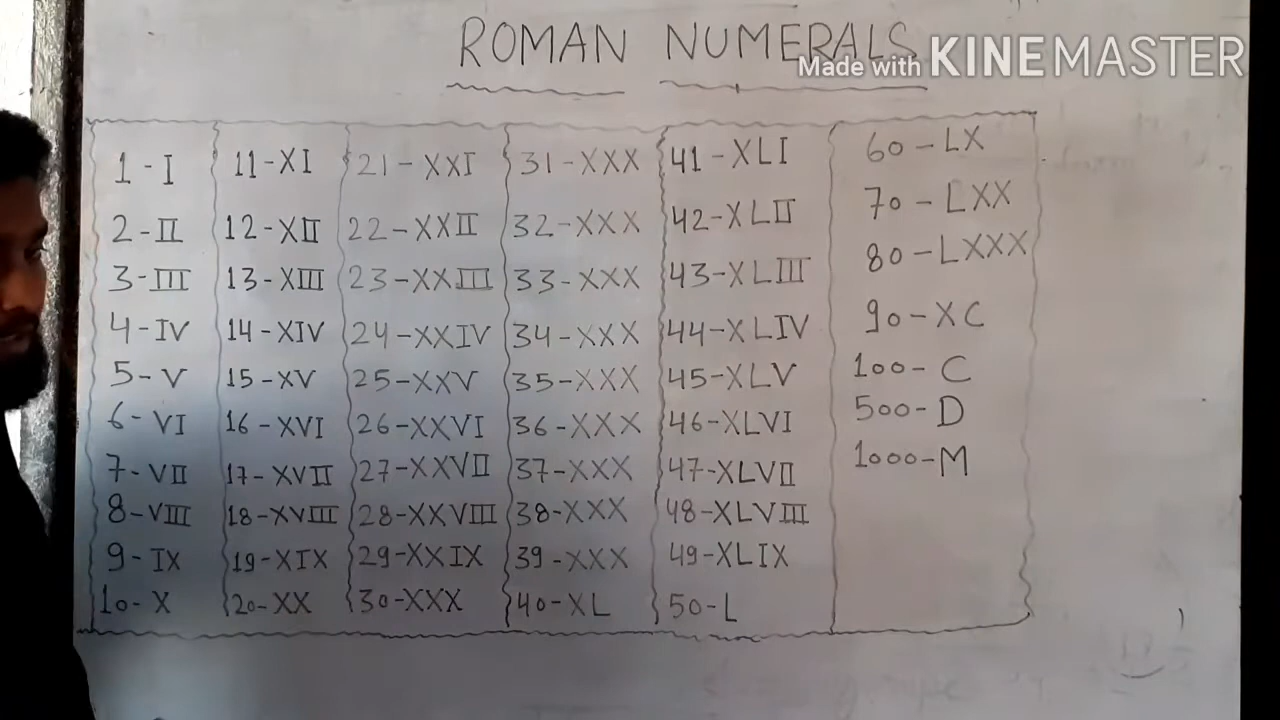 ROMAN NUMERALS
Made with KINEMASTER
1-I 11-XI 21-XXI 31-XXX 41-XLI 60-LX
2-II 12-XII 22-XXII 32-XXX 42-XLII 70-LXX
3-III 13-XIII 23-XXIII 33-XXX 43-XLIII 80-LXXX
4-IV 14-XIV 24-XXIV 34-XXX 44-XLIV 90-XC
5-V 15-XV 25-XXV 35-XXX 45-XLV 100-C
6-VI 16-XVI 26-XXVI 36-XXX 46-XLVI 500-D
7-VII 17-XVII 27-XXVII 37-XXX 47-XLVII 1000-M
8-VIII 18-XVIII 28-XXVIII 38-XXX 48-XLVIII
9-IX 19-XIX 29-XXIX 39-XXX 49-XLIX
10-X 20-XX 30-XXX 40-XL 50-L